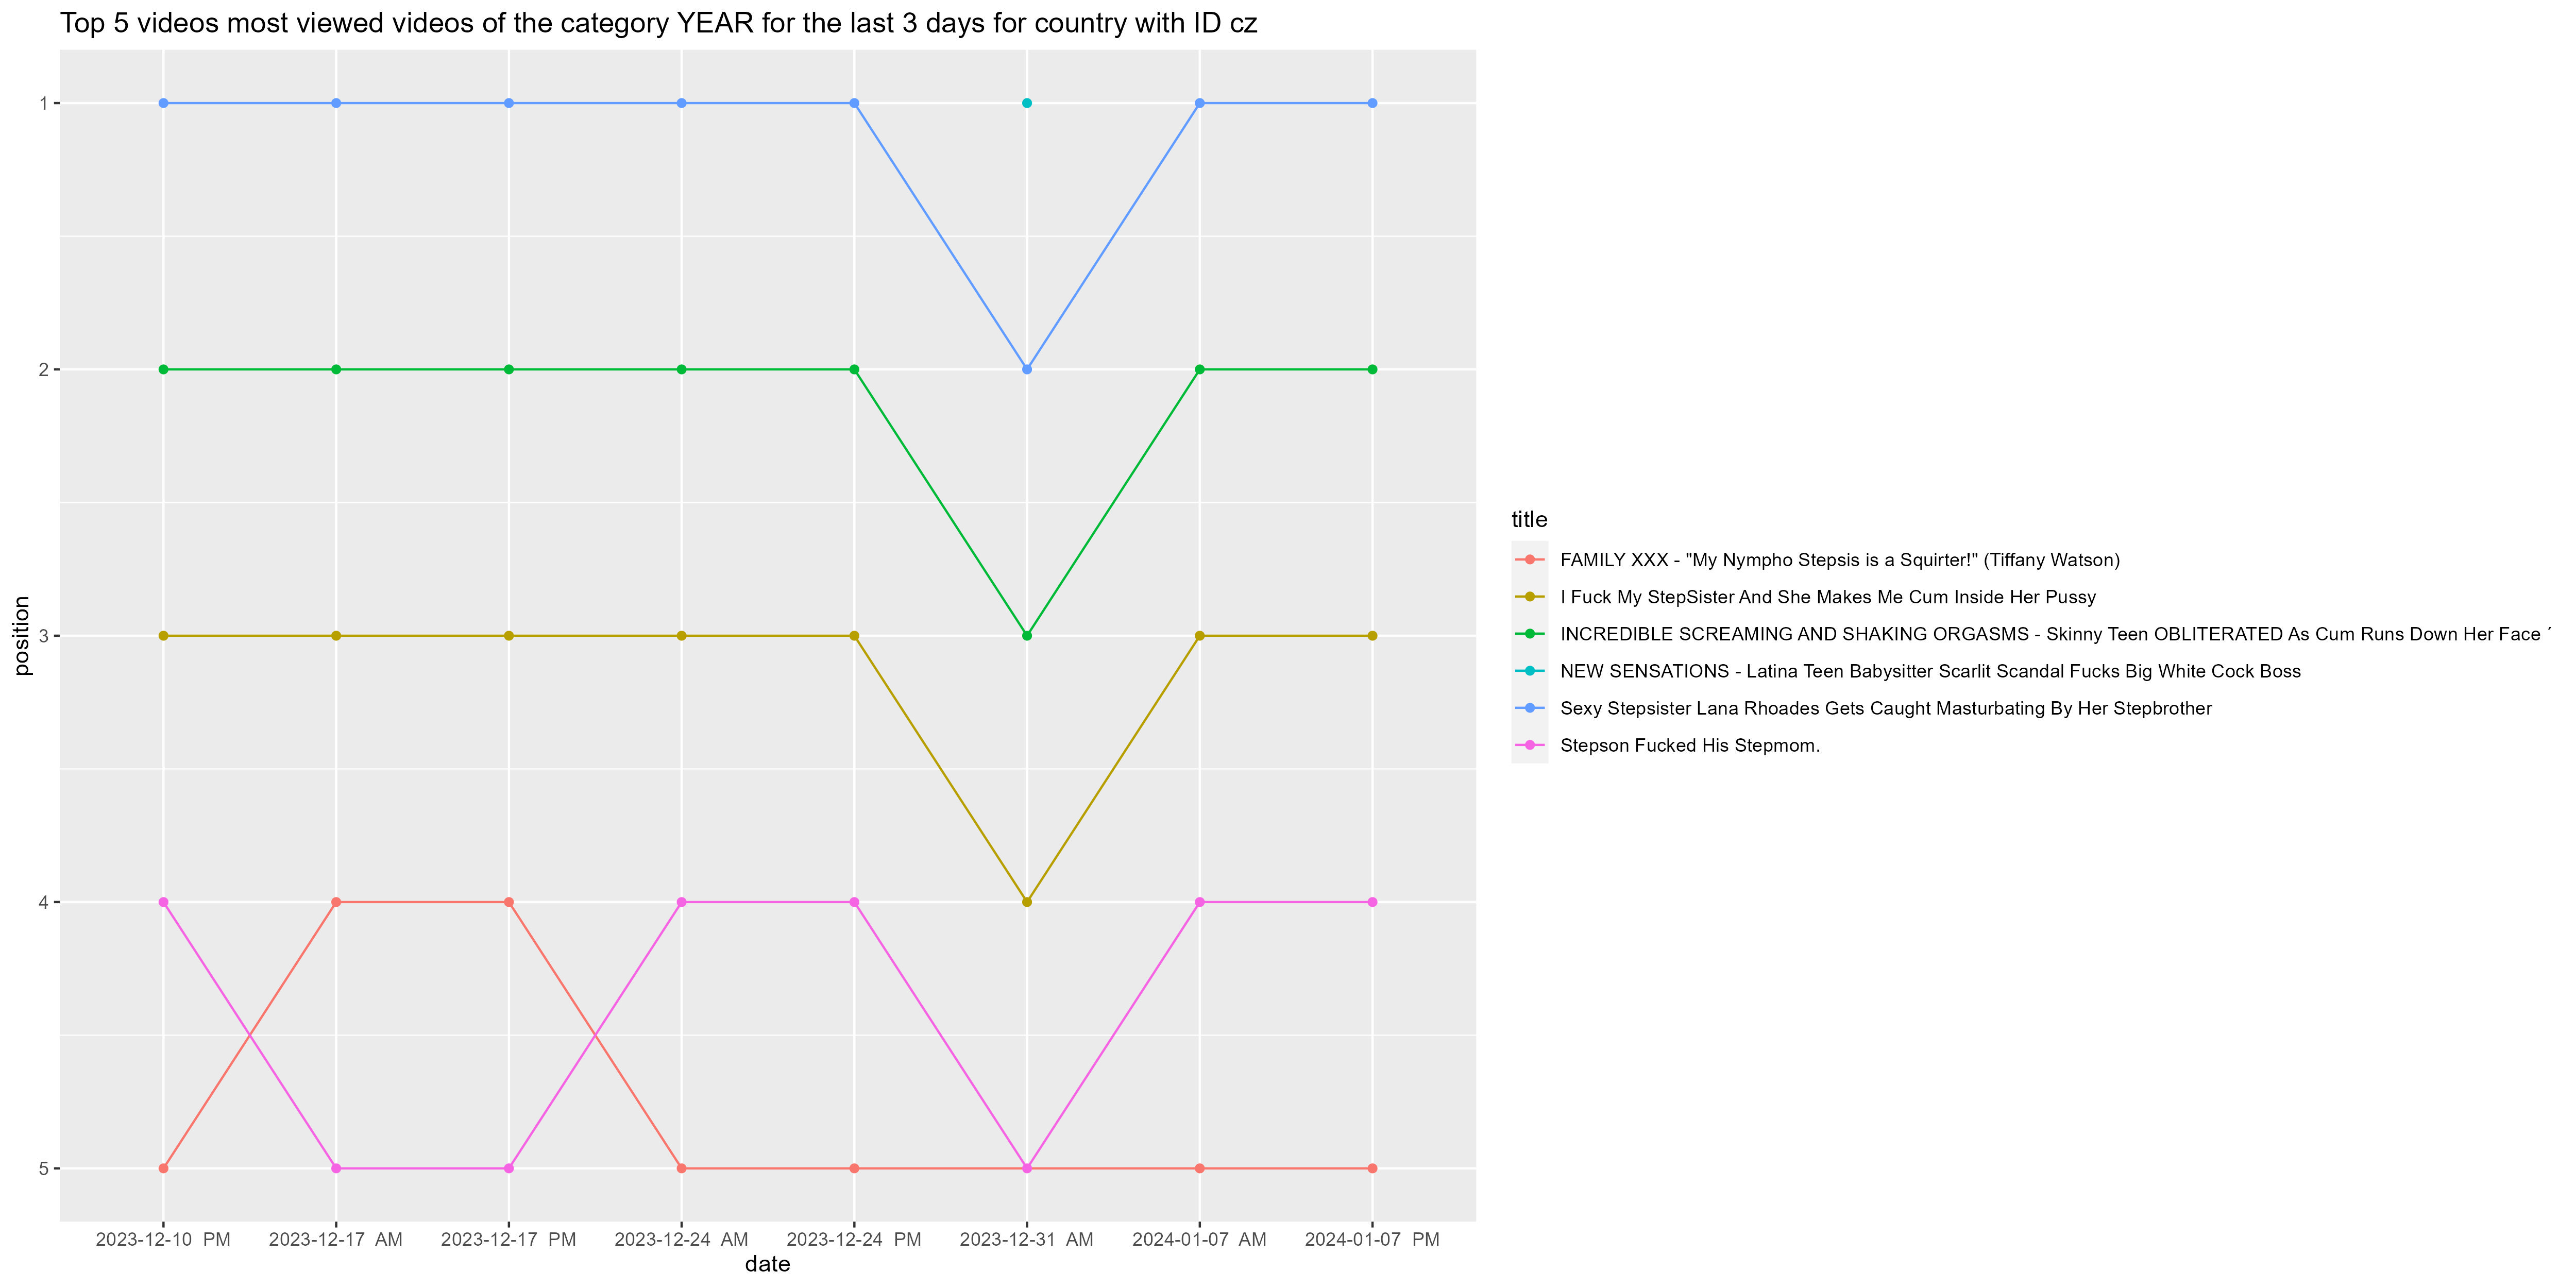 Top 5 videos most viewed videos of the category YEAR for the last 3 days for country with ID cz
position
1
2
3
4
5
2023-12-10 PM
2023-12-17 AM
2023-12-17 PM
2023-12-24 AM
2023-12-24 PM
2023-12-31 AM
2024-01-07 AM
2024-01-07 PM
date
title
FAMILY XXX - "My Nympho Stepsis is a Squirter!" (Tiffany Watson)
I Fuck My StepSister And She Makes Me Cum Inside Her Pussy
INCREDIBLE SCREAMING AND SHAKING ORGASMS - Skinny Teen OBLITERATED As Cum Runs Down Her Face ´
NEW SENSATIONS - Latina Teen Babysitter Scarlit Scandal Fucks Big White Cock Boss
Sexy Stepsister Lana Rhoades Gets Caught Masturbating By Her Stepbrother
Stepson Fucked His Stepmom.